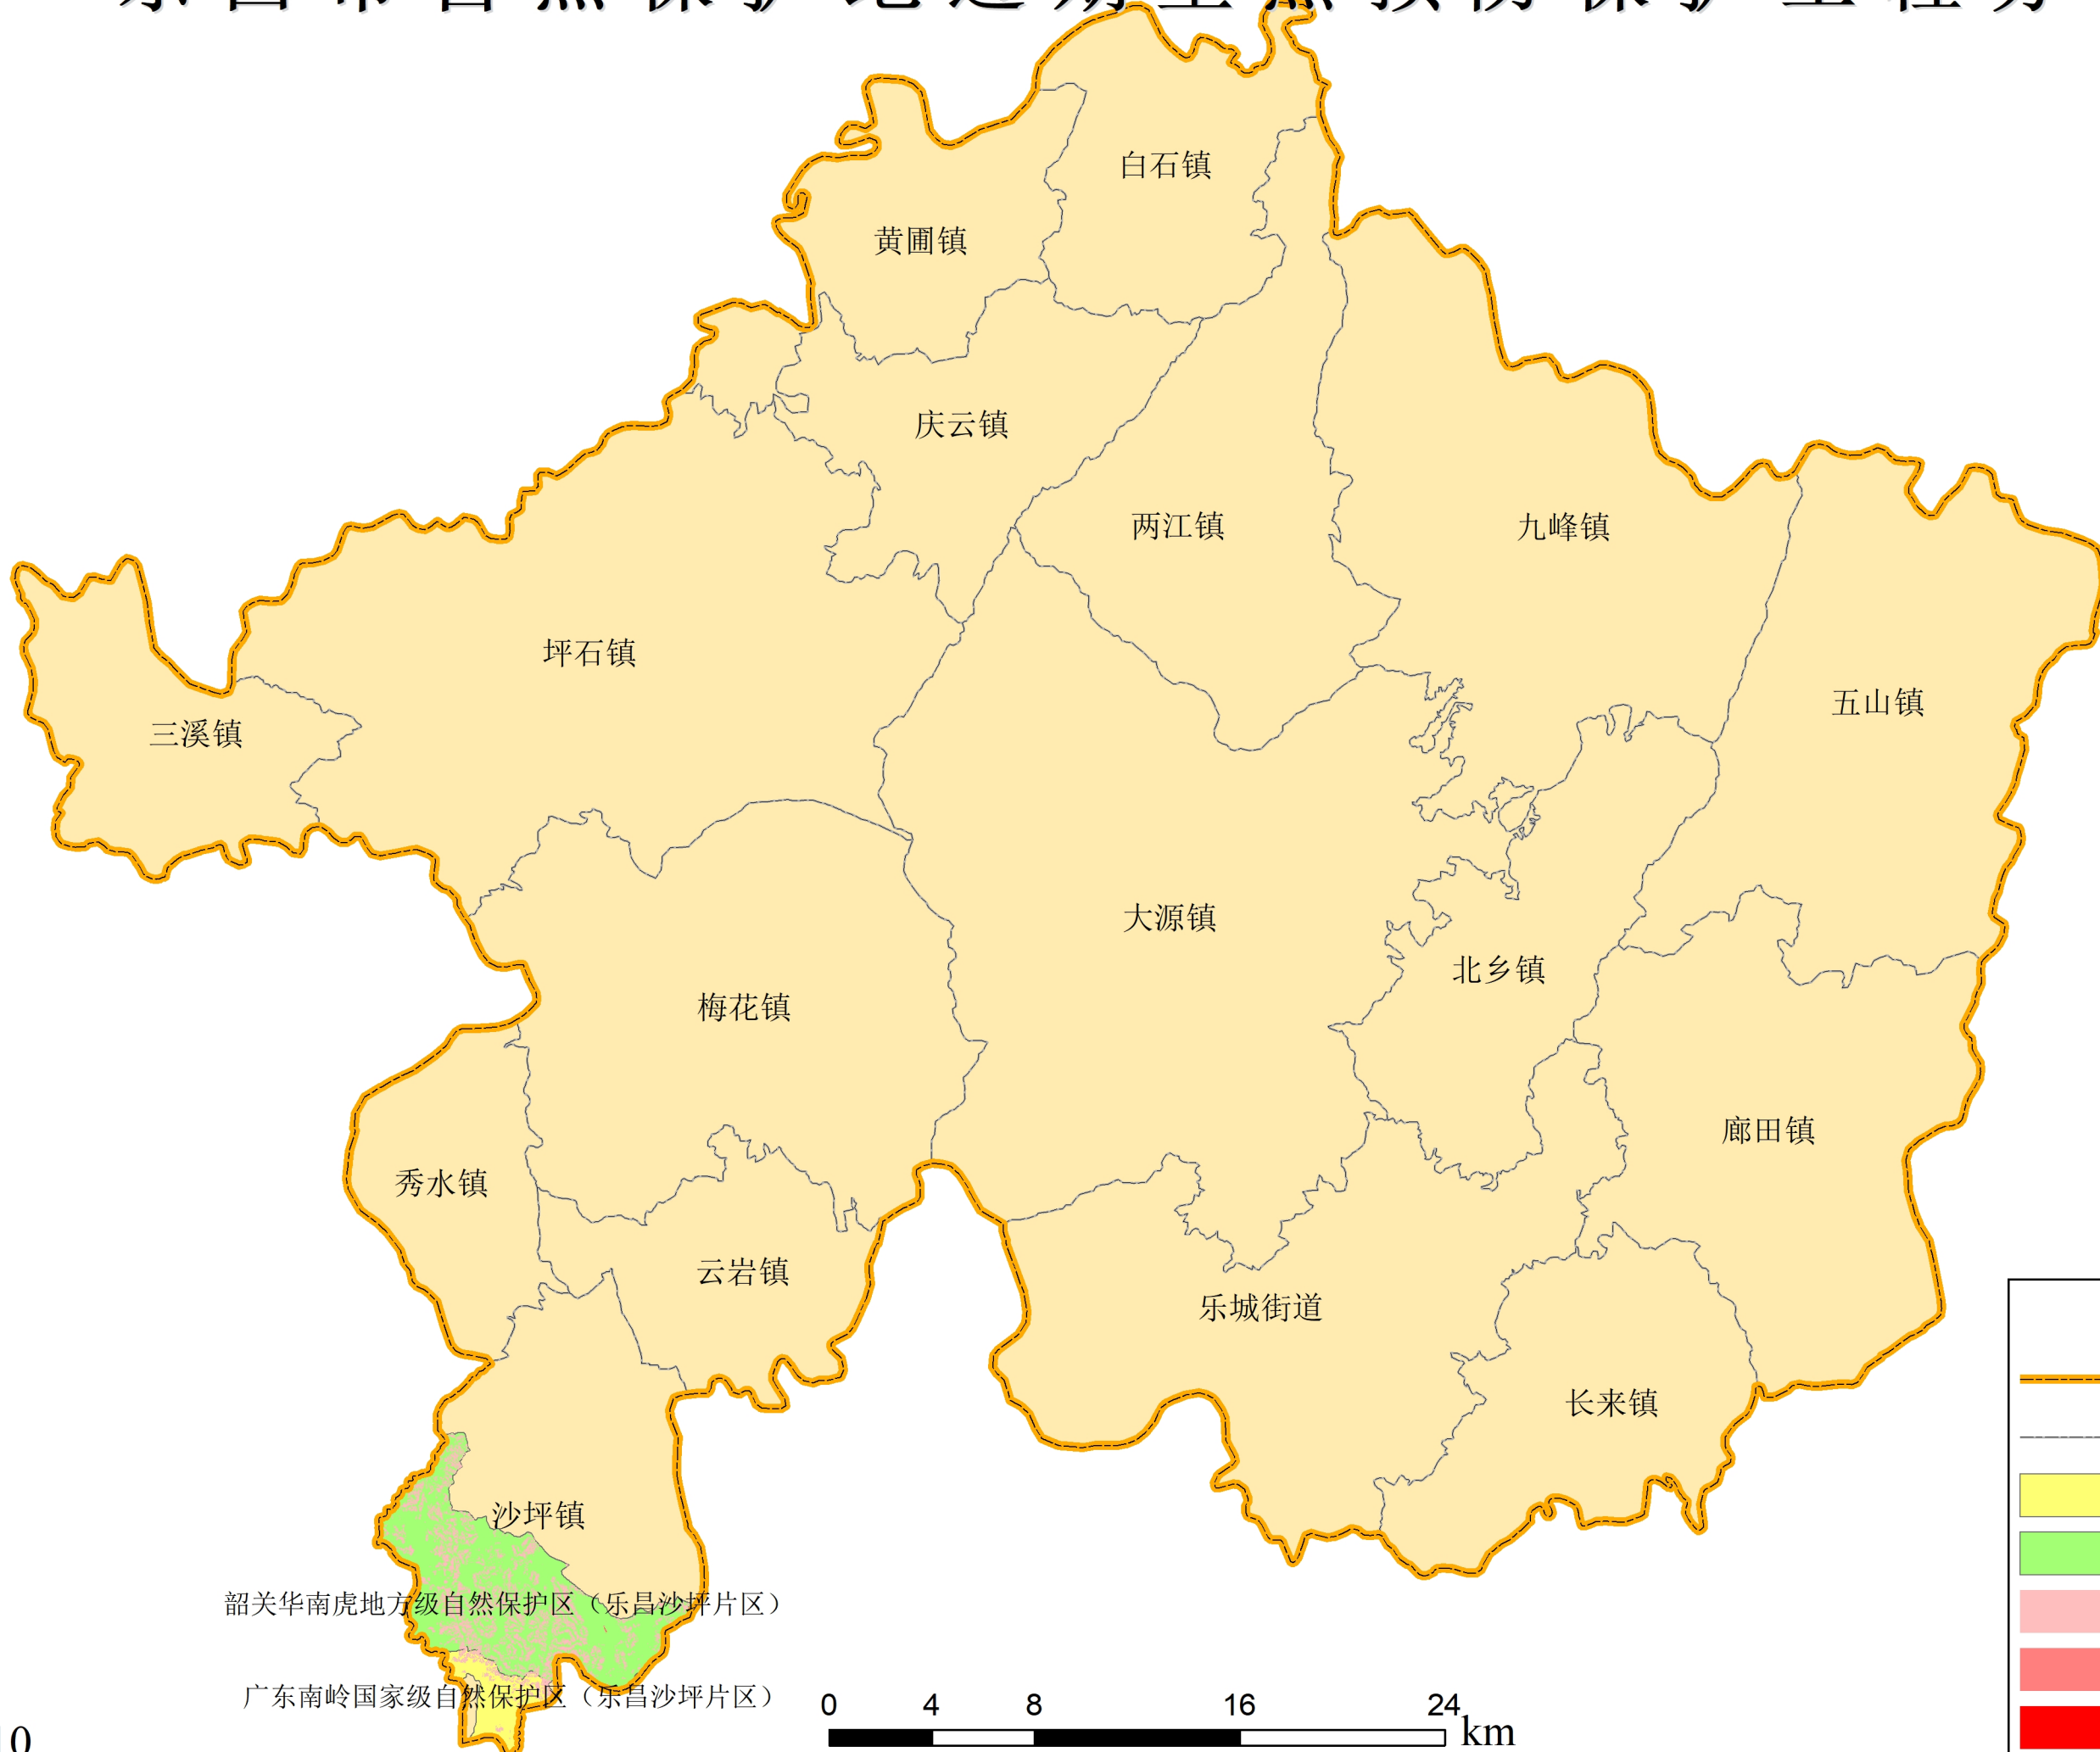 白石镇
黄圃镇
庆云镇
两江镇
九峰镇
坪石镇
五山镇
三溪镇
大源镇
北乡镇
梅花镇
廊田镇
秀水镇
云岩镇
乐城街道
长来镇
沙坪镇
韶关华南虎地方级自然保护区（乐昌沙坪片区）
广东南岭国家级自然保护区（乐昌沙坪片区）
0 4 8 16 24
km
10